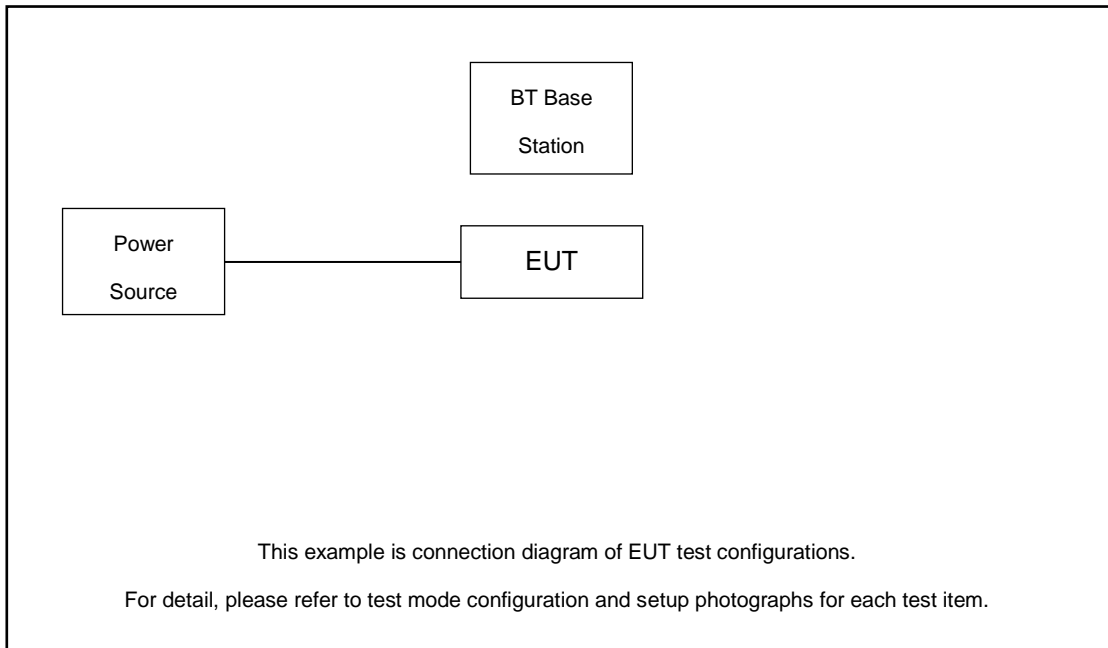 BT Base
Station
Power
Source
EUT
This example is connection diagram of EUT test configurations.
For detail, please refer to test mode configuration and setup photographs for each test item.